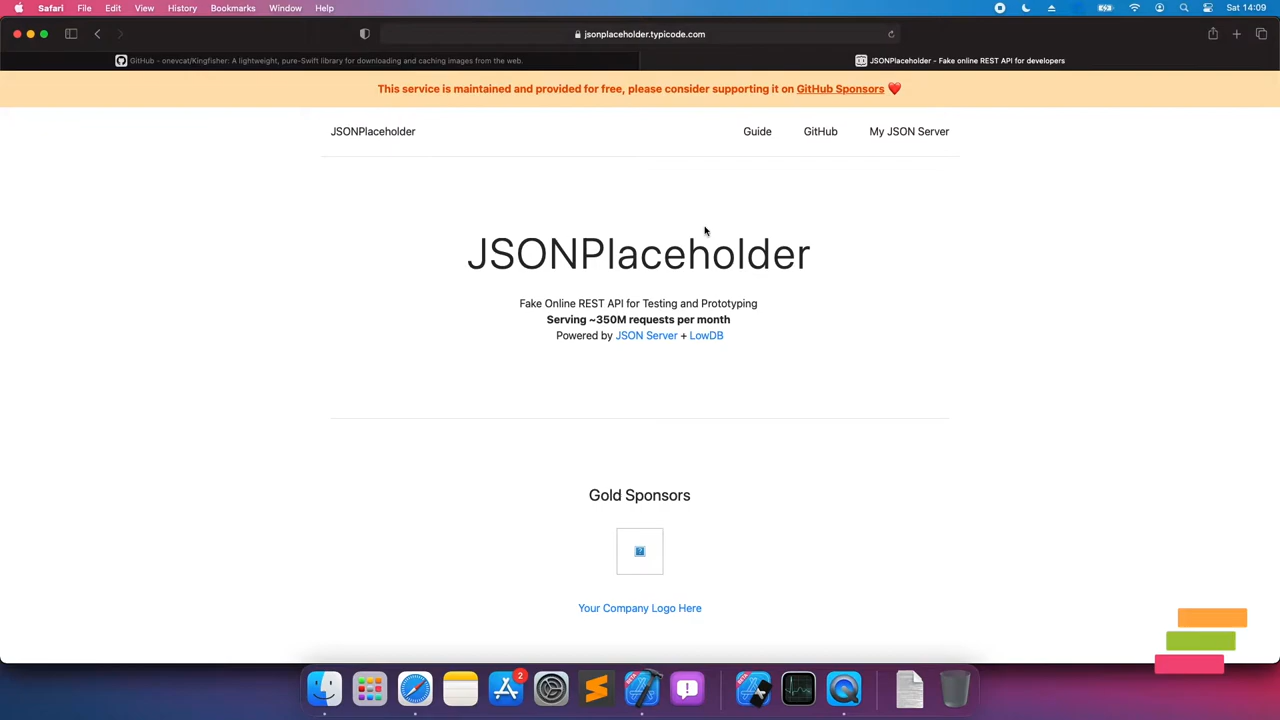 Safari File Edit View History Bookmarks Window Help Sat 14:09
jsonplaceholder.typicode.com
GitHub - onevcat/Kingfisher: A lightweight, pure-Swift library for downloading and caching images from the web.
JSONPlaceholder - Fake online REST API for developers
This service is maintained and provided for free, please consider supporting it on GitHub Sponsors ❤️
JSONPlaceholder Guide GitHub My JSON Server
JSONPlaceholder
Fake Online REST API for Testing and Prototyping
Serving ~350M requests per month
Powered by JSON Server + LowDB
Gold Sponsors
?
Your Company Logo Here
2